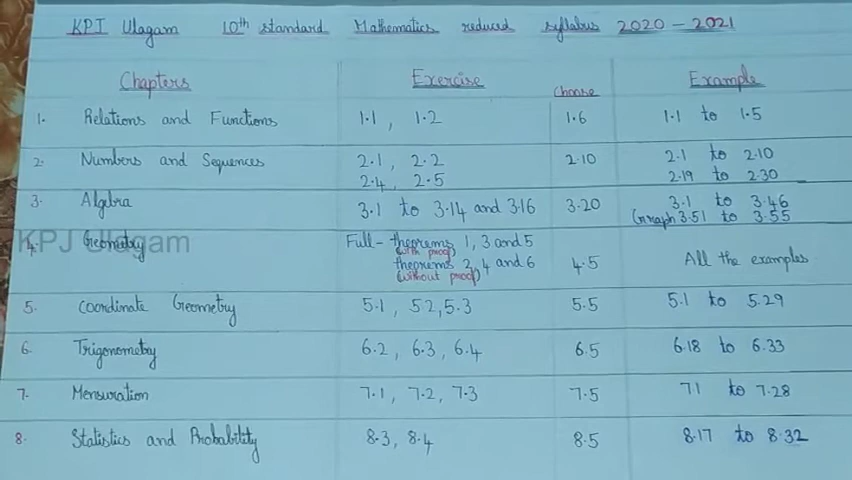 KPJ Ulagam 10th standard Mathematics reduced syllabus 2020 - 2021
Chapters Exercise Choose Example
1. Relations and Functions 1.1, 1.2 1.6 1.1 to 1.5
2. Numbers and Sequences 2.1, 2.2 2.10 2.1 to 2.10
2.4, 2.5 2.19 to 2.30
3. Algebra 3.1 to 3.14 and 3.16 3.20 3.1 to 3.46
Graph 3.51 to 3.55
4. Geometry Full - theorems 1, 3 and 5 4.5 All the examples
(with proof)
theorems 2, 4 and 6
(without proof)
KPJ Ulagam
5. Coordinate Geometry 5.1, 5.2, 5.3 5.5 5.1 to 5.29
6. Trigonometry 6.2, 6.3, 6.4 6.5 6.18 to 6.33
7. Mensuration 7.1, 7.2, 7.3 7.5 7.1 to 7.28
8. Statistics and Probability 8.3, 8.4 8.5 8.17 to 8.32